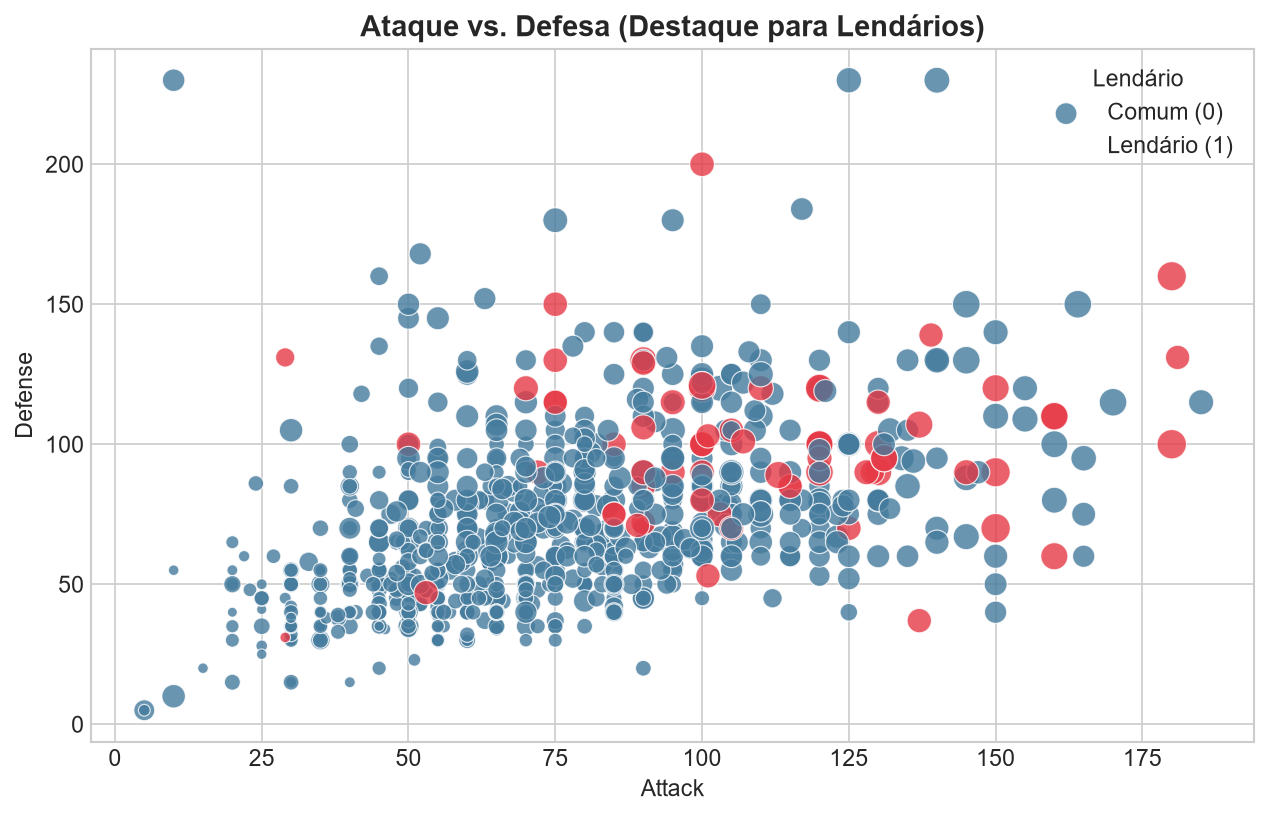 Ataque vs. Defesa (Destaque para Lendários)
Lendário
Comum (0)
Lendário (1)
Defense
200
150
100
50
0
0 25 50 75 100 125 150 175
Attack